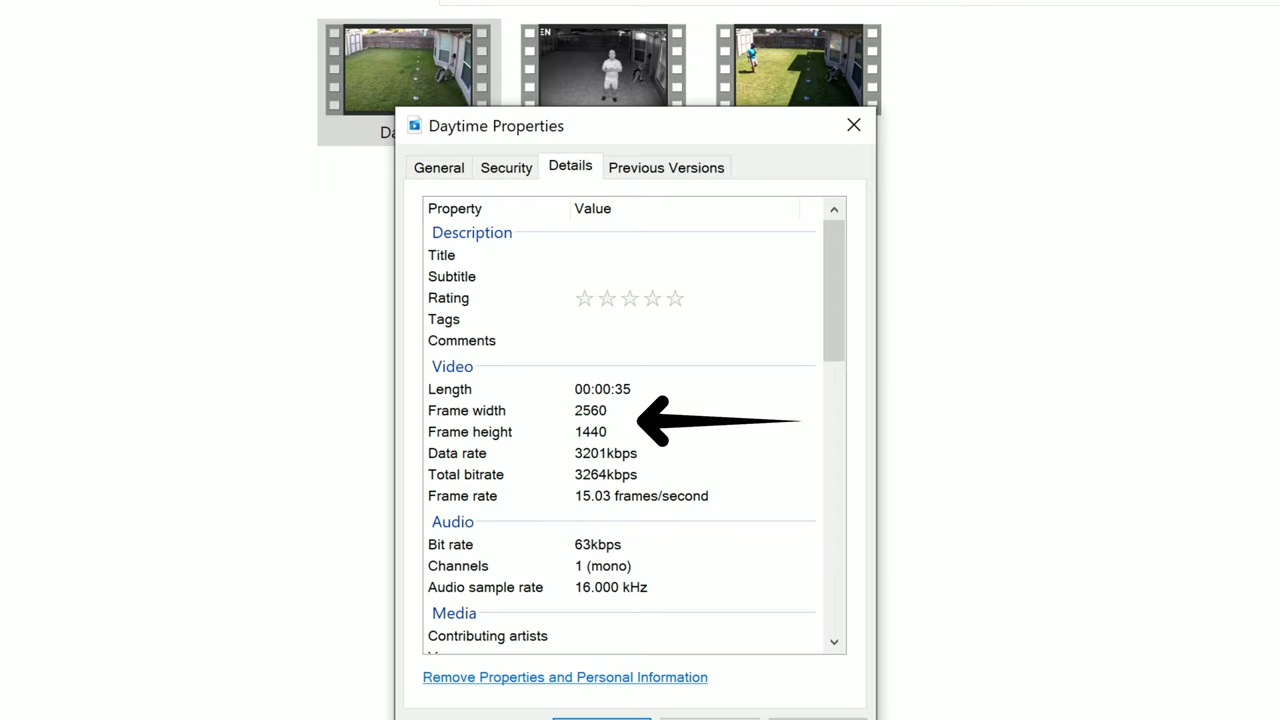 EN
Da
Daytime Properties
General Security Details Previous Versions
Property Value
Description
Title
Subtitle
Rating
Tags
Comments
Video
Length 00:00:35
Frame width 2560
Frame height 1440
Data rate 3201kbps
Total bitrate 3264kbps
Frame rate 15.03 frames/second
Audio
Bit rate 63kbps
Channels 1 (mono)
Audio sample rate 16.000 kHz
Media
Contributing artists
Remove Properties and Personal Information